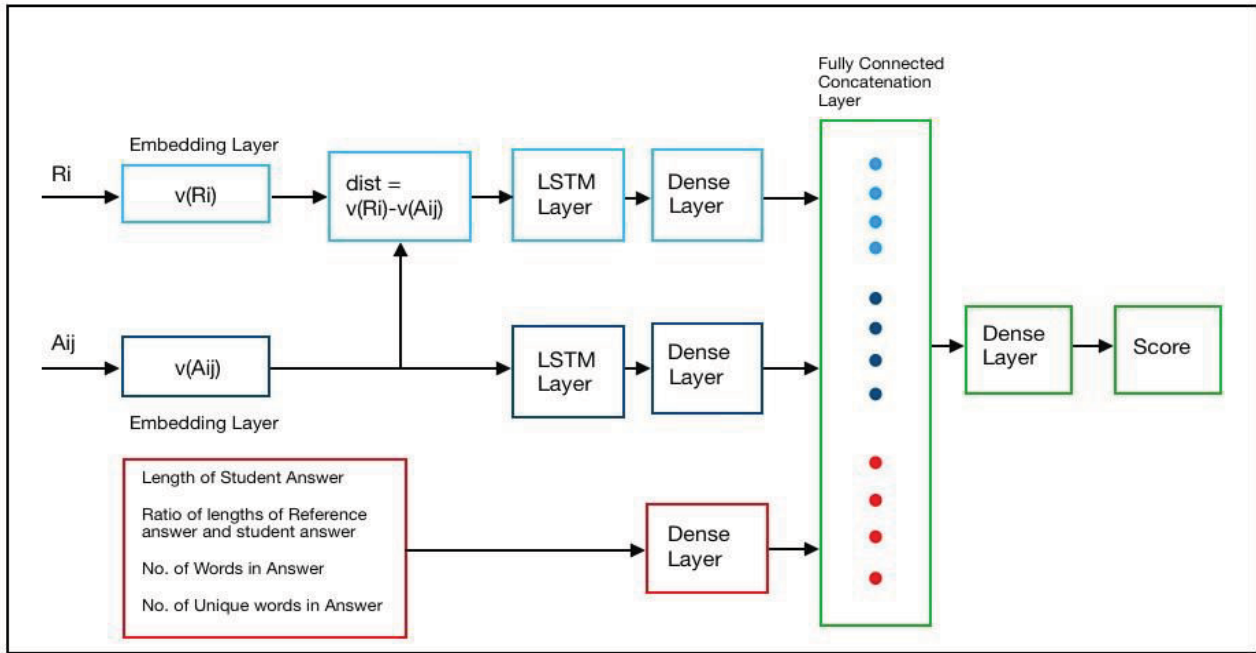 Fully Connected
Concatenation
Layer
Embedding Layer
Ri
v(Ri)
dist =
v(Ri)-v(Aij)
LSTM
Layer
Dense
Layer
Aij
v(Aij)
Embedding Layer
LSTM
Layer
Dense
Layer
Dense
Layer
Score
Length of Student Answer
Ratio of lengths of Reference
answer and student answer
No. of Words in Answer
No. of Unique words in Answer
Dense
Layer